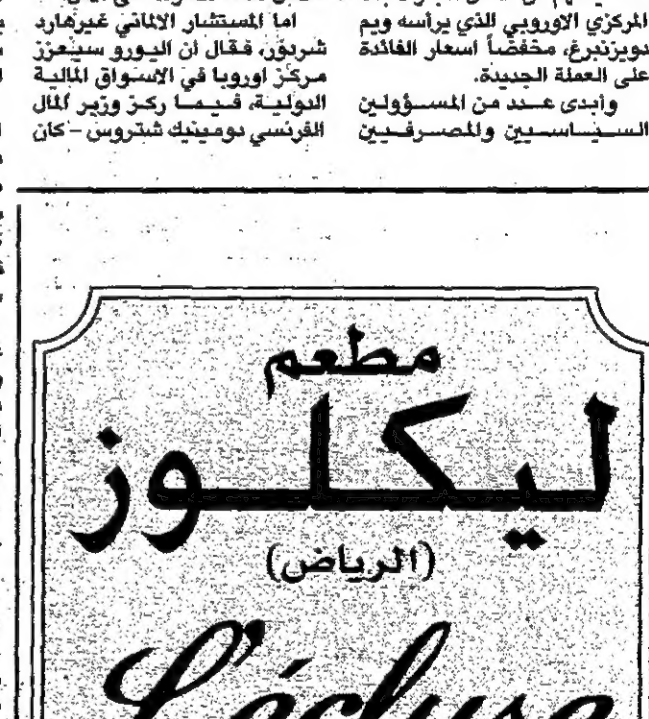 المركزي الاوروبي الذي يرأسه ويم
دويزنبرغ، مخفضاً اسعار الفائدة
على العملة الجديدة.
وأبدى عدد من المسؤولين
السياسيين والمصرفيين
اما المستشار الالماني غيرهارد
شرودر، فقال ان اليورو سيعزز
مركز اوروبا في الاسواق المالية
الدولية، فيما ركز وزير المال
الفرنسي دومينيك شتروس - كان
مطعم
ليكلوز
(الرياض)
L'écluse